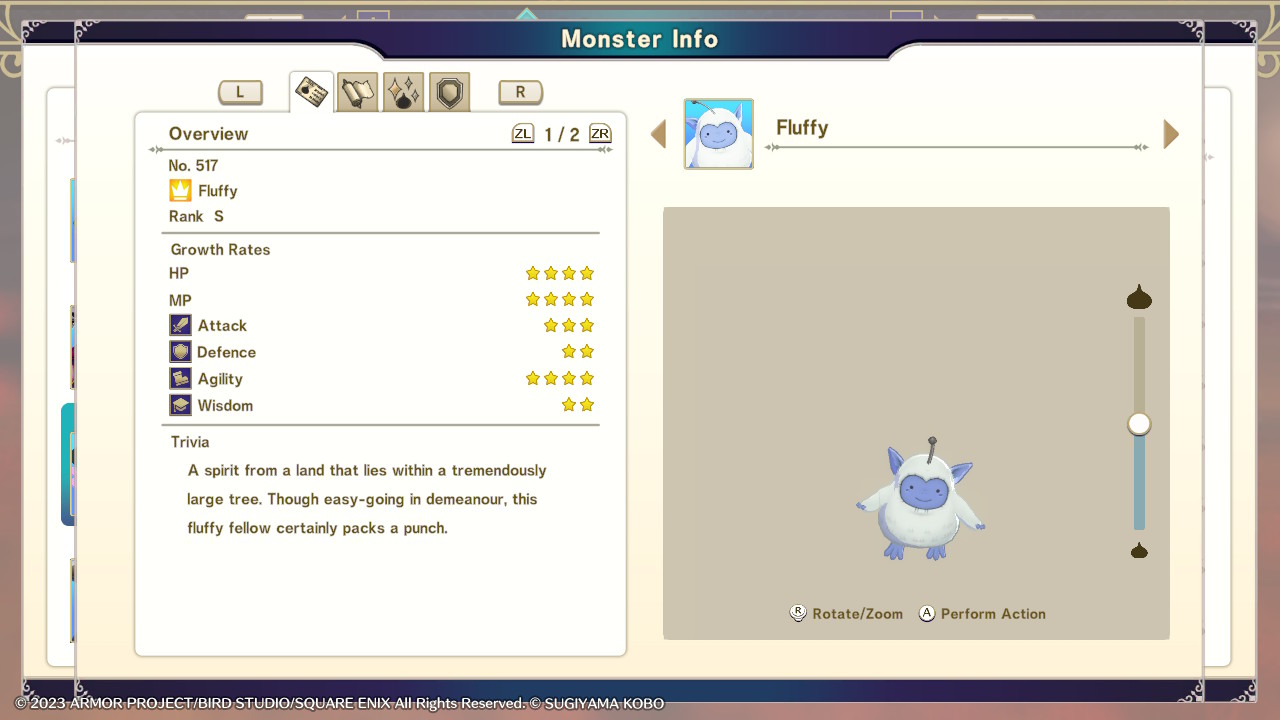 Monster Info
L
R
Overview
ZL 1 / 2 ZR
No. 517
Fluffy
Rank S
Growth Rates
HP
MP
Attack
Defence
Agility
Wisdom
Trivia
A spirit from a land that lies within a tremendously
large tree. Though easy-going in demeanour, this
fluffy fellow certainly packs a punch.
Fluffy
R Rotate/Zoom A Perform Action
© 2023 ARMOR PROJECT/BIRD STUDIO/SQUARE ENIX All Rights Reserved. © SUGIYAMA KOBO